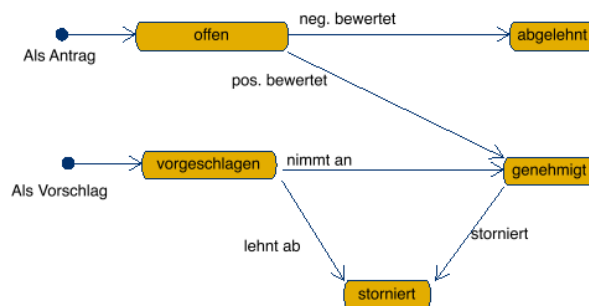 neg. bewertet
offen
abgelehnt
Als Antrag
pos. bewertet
vorgeschlagen
nimmt an
genehmigt
Als Vorschlag
storniert
lehnt ab
storniert